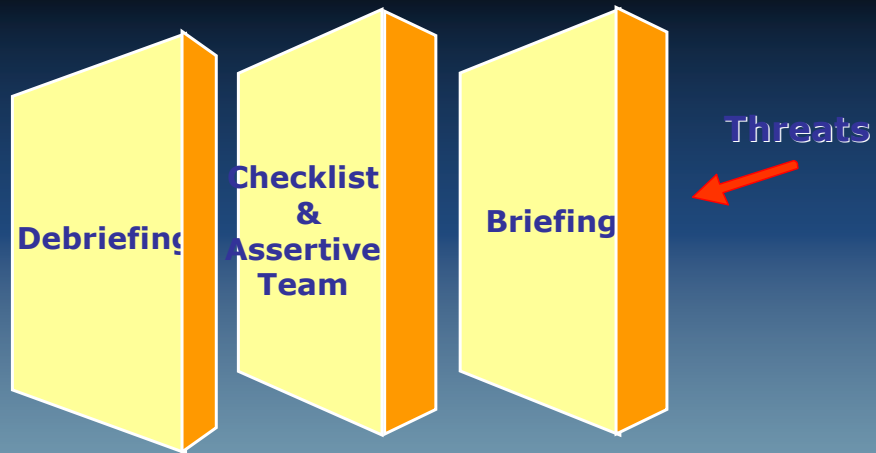 Debriefing
Checklist
&
Assertive
Team
Briefing
Threats